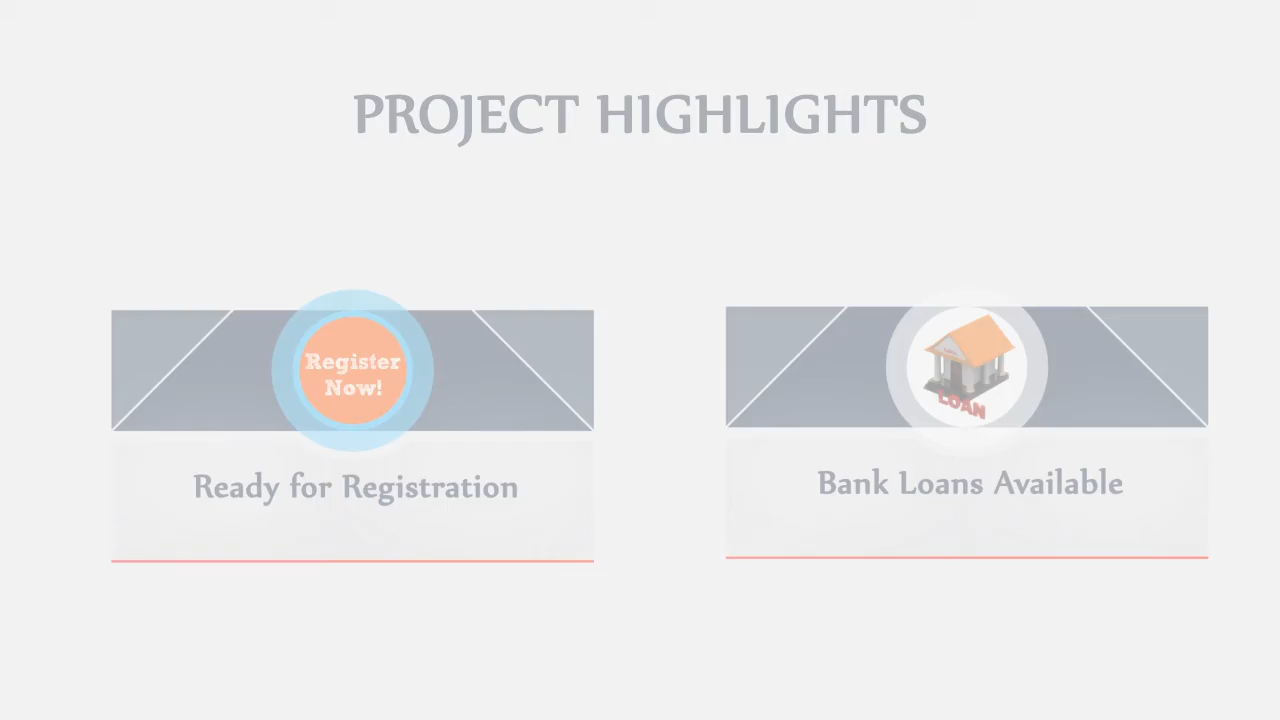 PROJECT HIGHLIGHTS
Register
Now!
Ready for Registration
LOAN
Bank Loans Available